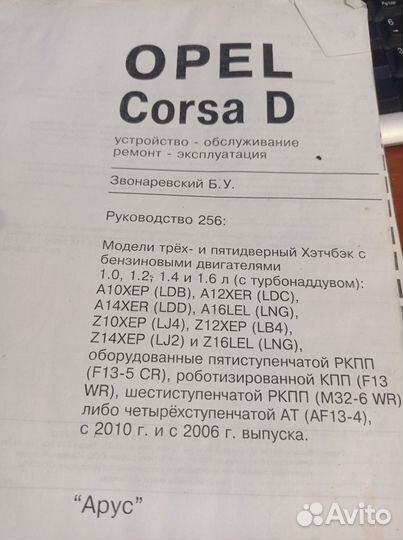 OPEL
Corsa D
устройство - обслуживание
ремонт - эксплуатация
Звонаревский Б.У.
Руководство 256:
Модели трёх- и пятидверный Хэтчбэк с
бензиновыми двигателями
1.0, 1.2, 1.4 и 1.6 л (с турбонаддувом):
A10XEP (LDB), A12XER (LDC),
A14XER (LDD), A16LEL (LNG),
Z10XEP (LJ4), Z12XEP (LB4),
Z14XEP (LJ2) и Z16LEL (LNG),
оборудованные пятиступенчатой РКПП
(F13-5 CR), роботизированной КПП (F13
WR), шестиступенчатой РКПП (M32-6 WR)
либо четырёхступенчатой АТ (AF13-4),
с 2010 г. и с 2006 г. выпуска.
"Арус"
Avito